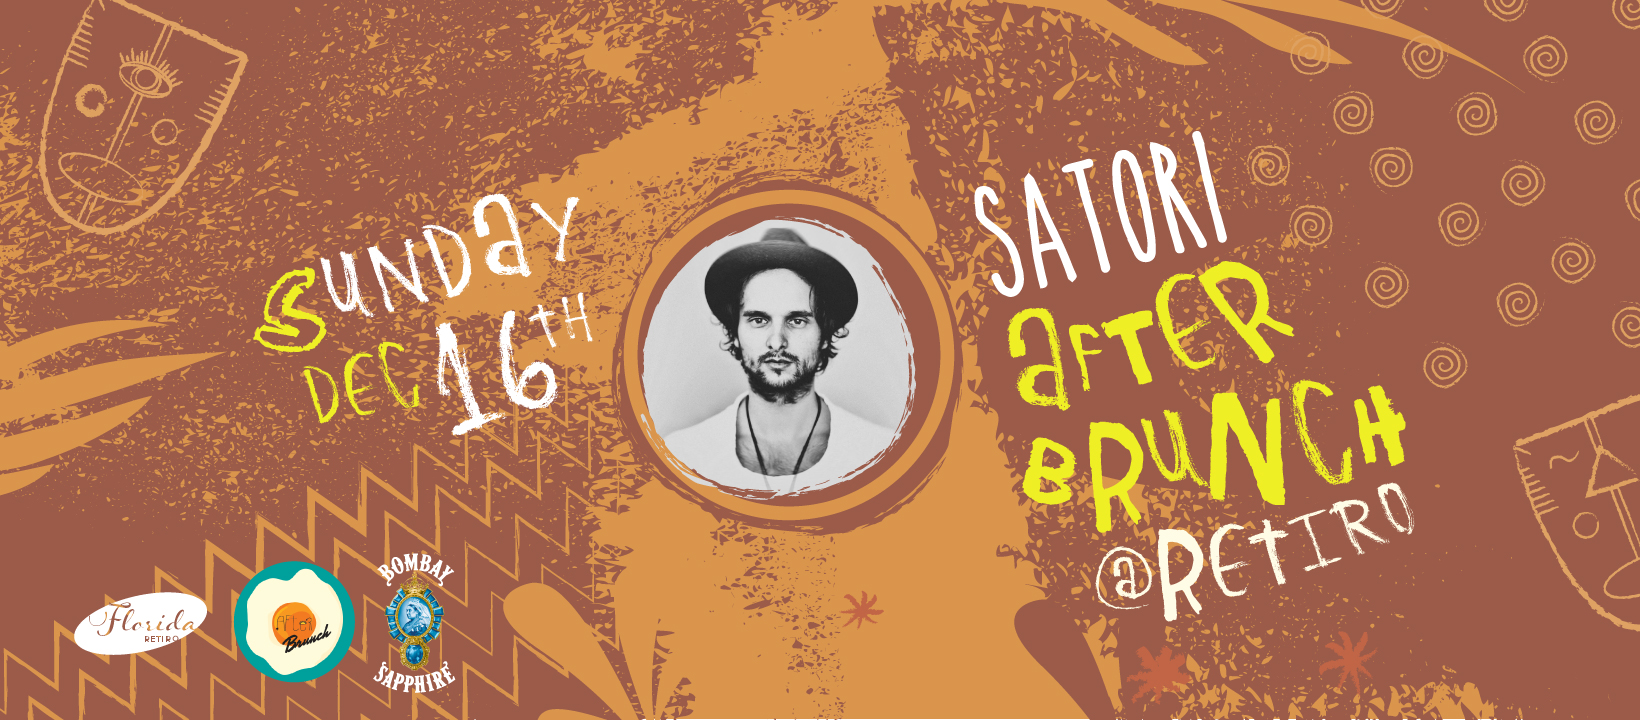 SUNDaY
DEC 16TH
SATORI
aFTER
BRUNCH
@RETIRO
Florida
RETIRO
AFTER
Brunch
BOMBAY
SAPPHIRE